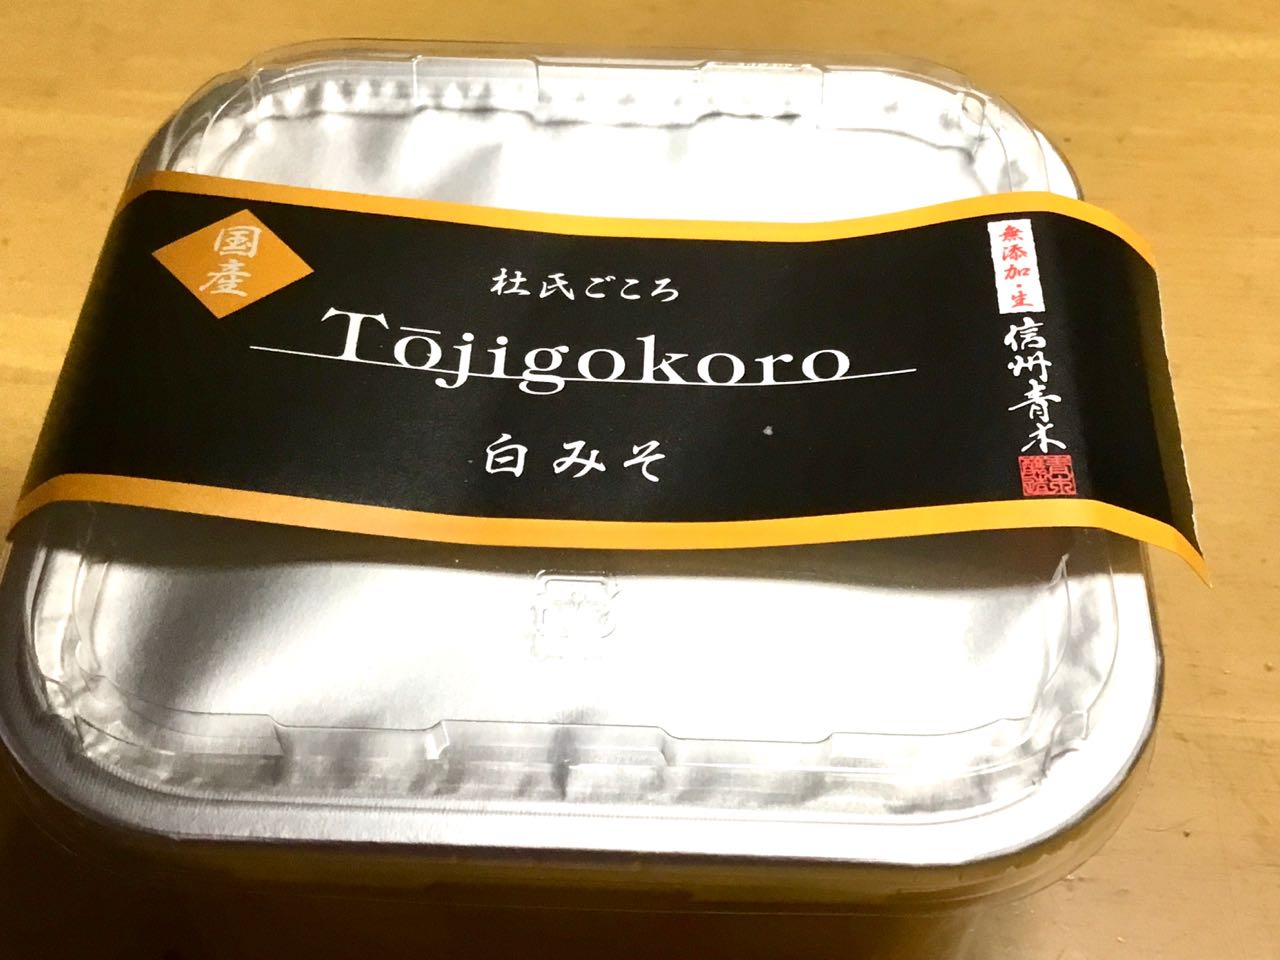 国産
杜氏ごころ
Tōjigokoro
白みそ
無添加・生
信州青木